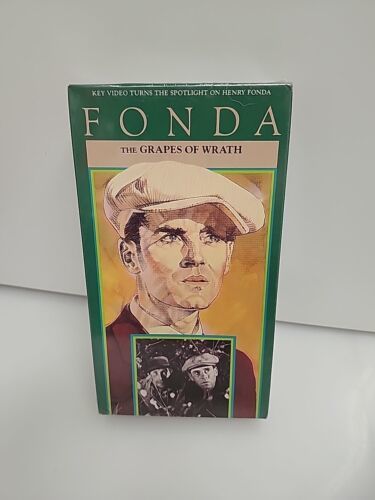 KEY VIDEO TURNS THE SPOTLIGHT ON HENRY FONDA
FONDA
THE GRAPES OF WRATH